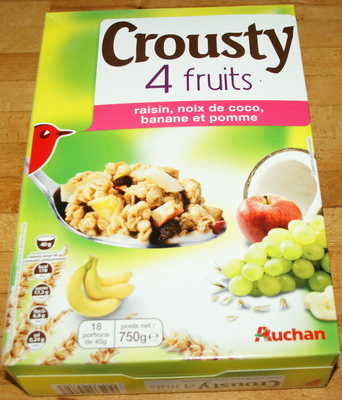 Crousty
4 fruits
raisin, noix de coco,
banane et pomme
40g
18
portions
de 40g
poids net :
750g e
Auchan
Crousty 4 fruits